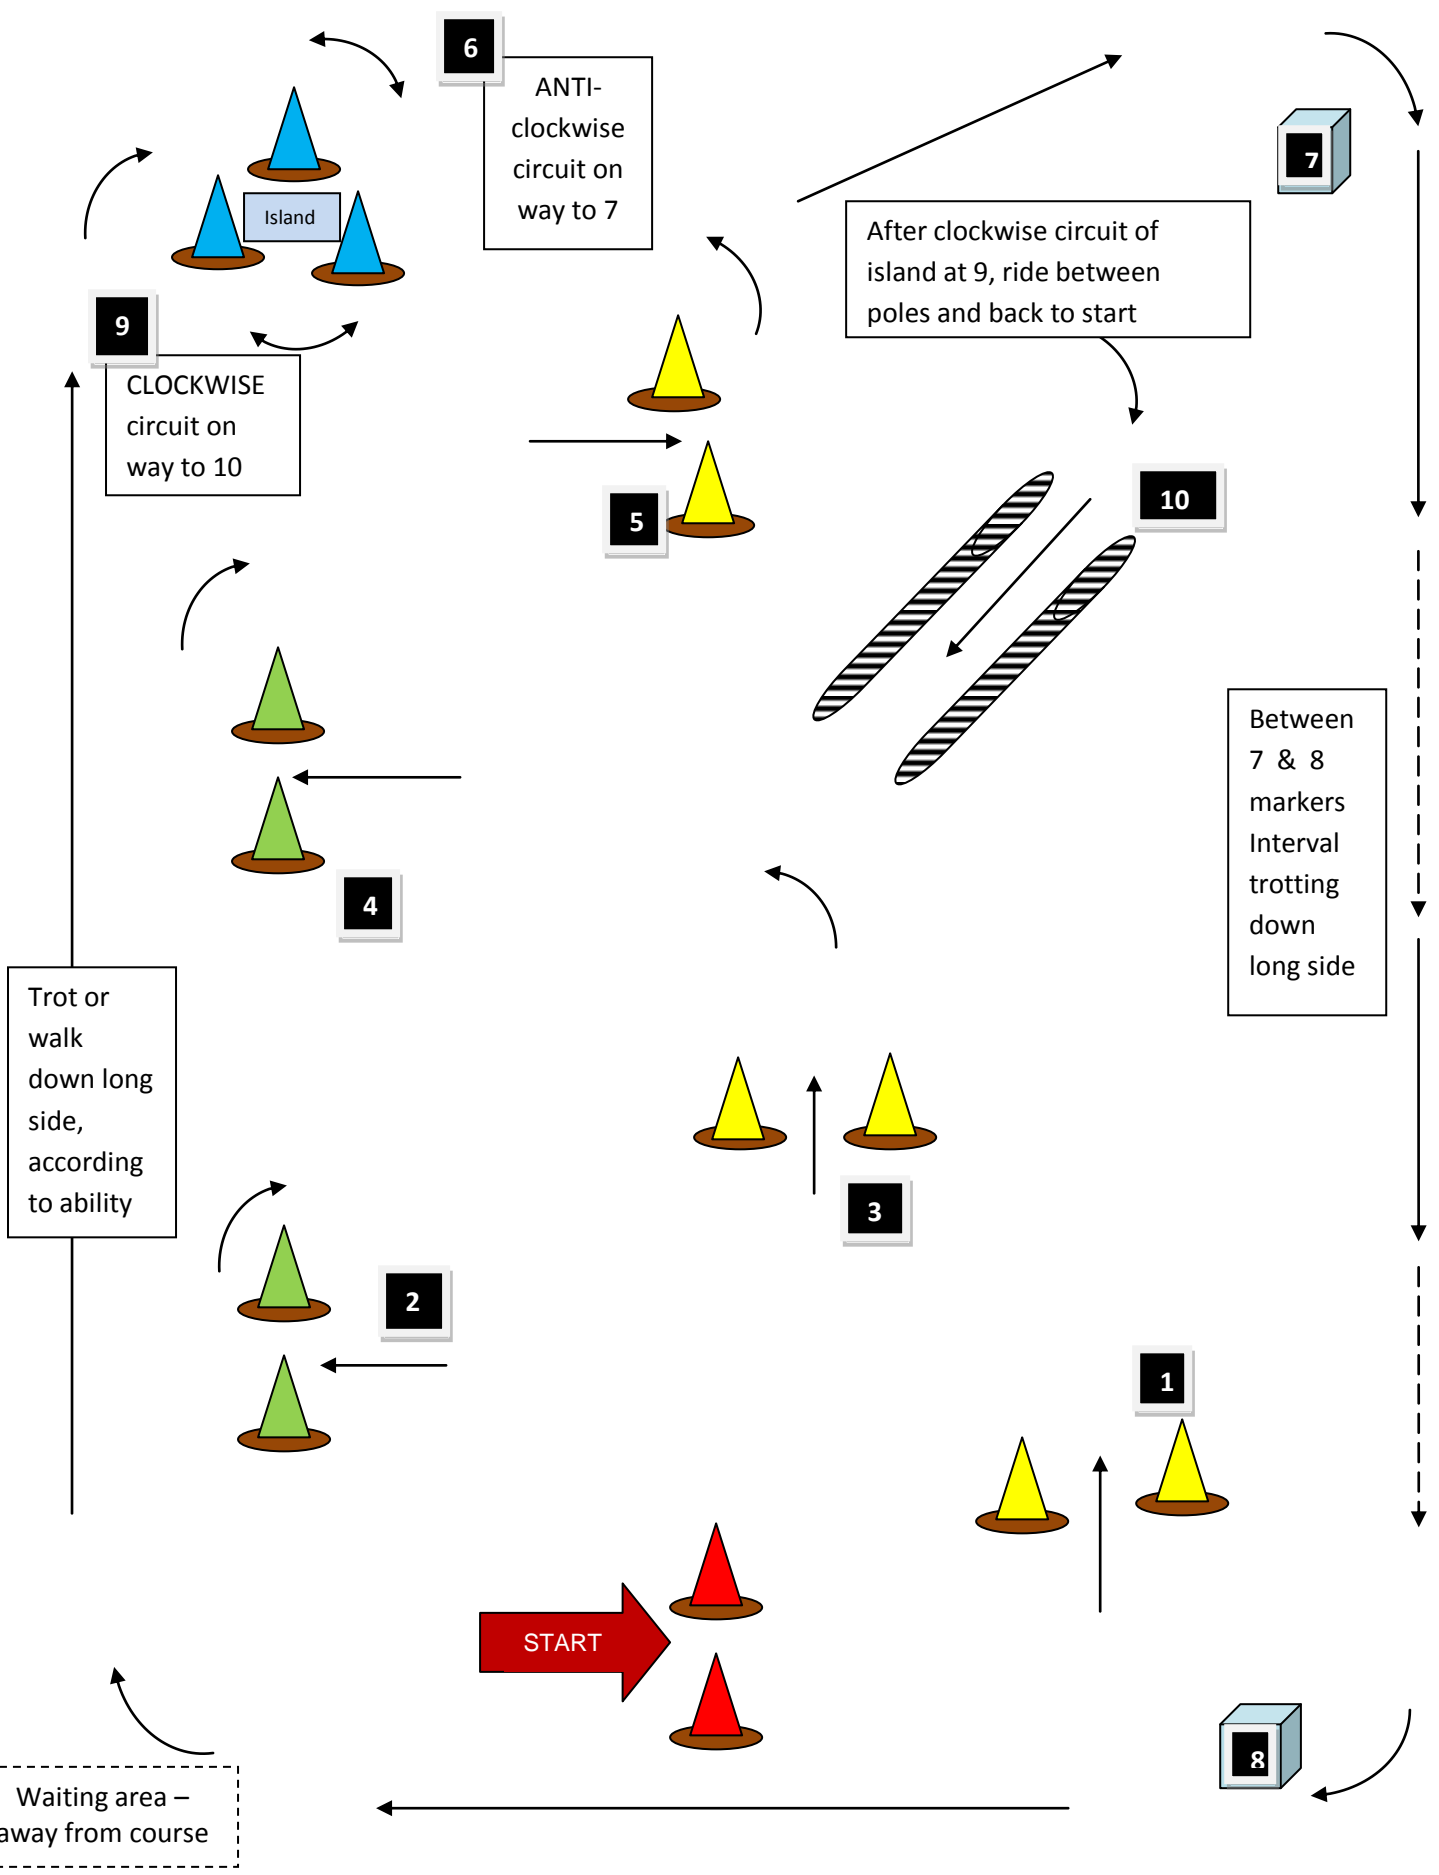 6
ANTI-
clockwise
circuit on
way to 7
7
Island
After clockwise circuit of
island at 9, ride between
poles and back to start
9
CLOCKWISE
circuit on
way to 10
5
10
Between
7 & 8
markers
Interval
trotting
down
long side
4
Trot or
walk
down long
side,
according
to ability
3
2
1
START
8
Waiting area –
away from course